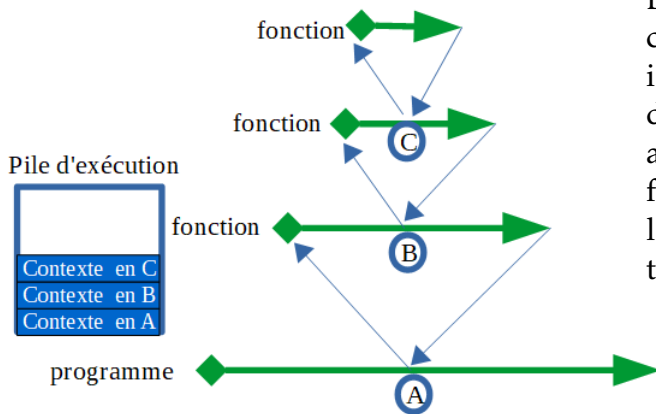 fonction
fonction
C
Pile d'exécution
fonction
B
Contexte en C
Contexte en B
Contexte en A
programme
A